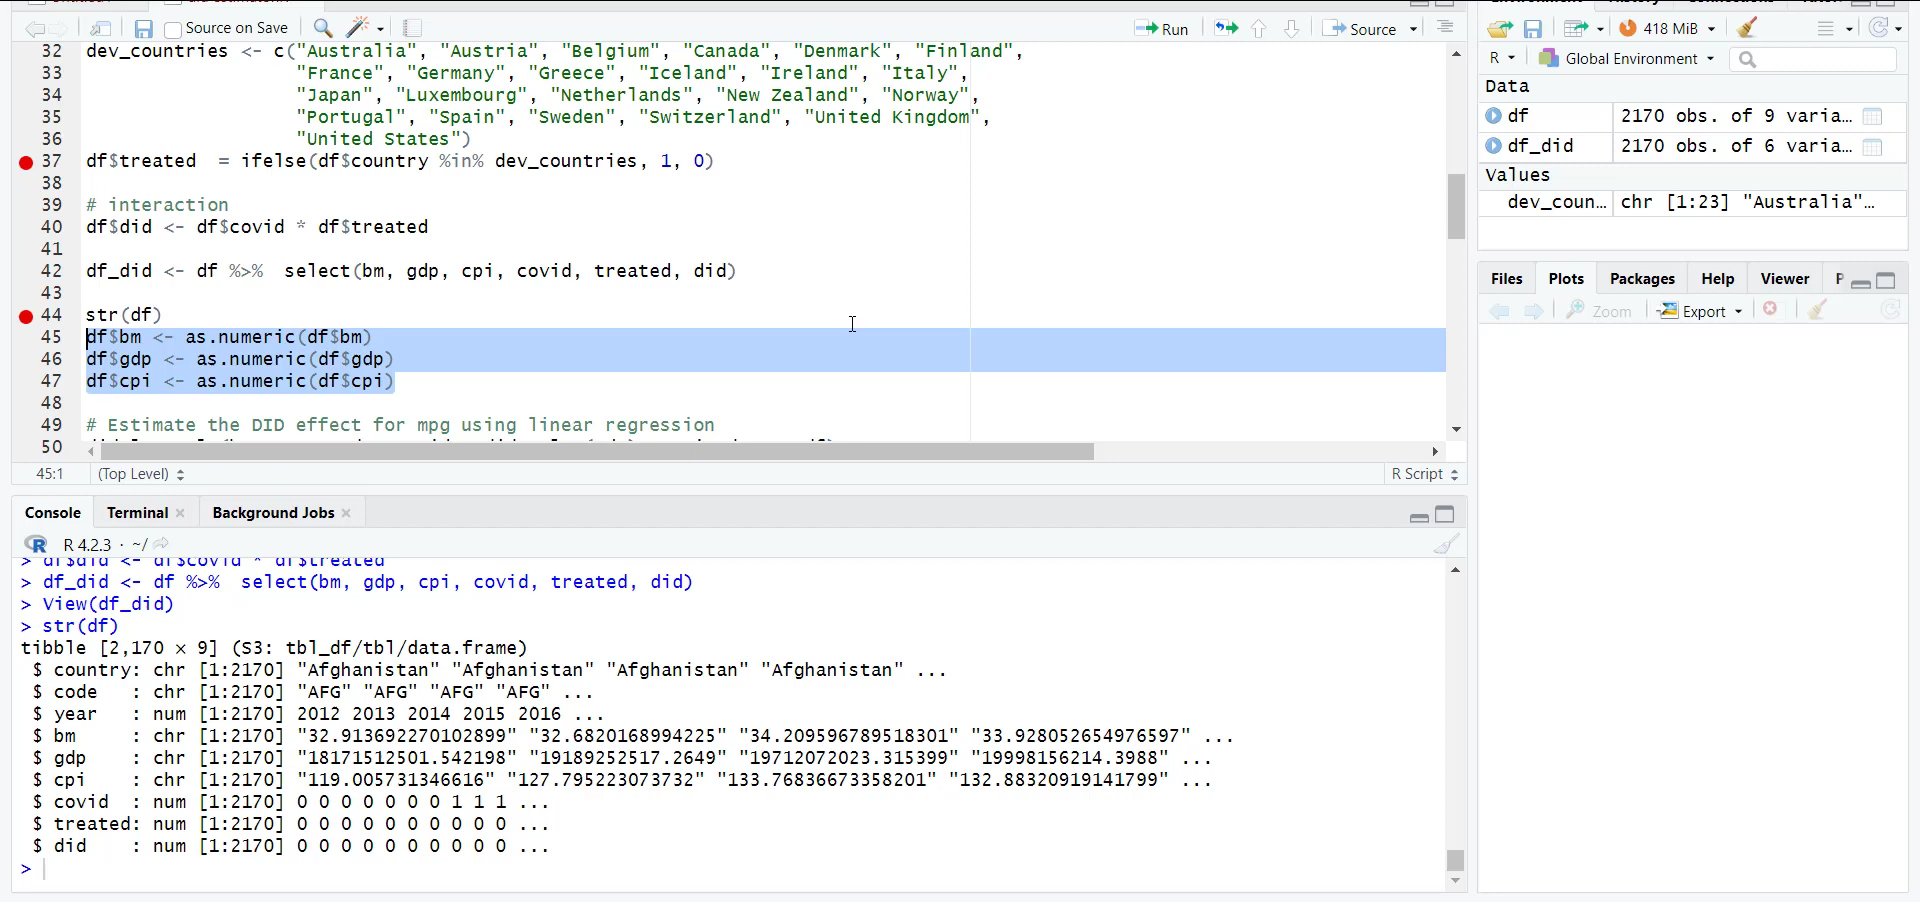 Source on Save
Run
Source
32 dev_countries <- c("Australia", "Austria", "Belgium", "Canada", "Denmark", "Finland",
33 "France", "Germany", "Greece", "Iceland", "Ireland", "Italy",
34 "Japan", "Luxembourg", "Netherlands", "New Zealand", "Norway",
35 "Portugal", "Spain", "Sweden", "Switzerland", "United Kingdom",
36 "United States")
37 df$treated  = ifelse(df$country %in% dev_countries, 1, 0)
38
39 # interaction
40 df$did <- df$covid * df$treated
41
42 df_did <- df %>%  select(bm, gdp, cpi, covid, treated, did)
43
44 str(df)
45 df$bm <- as.numeric(df$bm)
46 df$gdp <- as.numeric(df$gdp)
47 df$cpi <- as.numeric(df$cpi)
48
49 # Estimate the DID effect for mpg using linear regression
50
45:1 (Top Level) R Script
Console Terminal Background Jobs
R 4.2.3 · ~/
> df$did <- df$covid * df$treated
> df_did <- df %>%  select(bm, gdp, cpi, covid, treated, did)
> View(df_did)
> str(df)
tibble [2,170 × 9] (S3: tbl_df/tbl/data.frame)
$ country: chr [1:2170] "Afghanistan" "Afghanistan" "Afghanistan" "Afghanistan" ...
$ code   : chr [1:2170] "AFG" "AFG" "AFG" "AFG" ...
$ year   : num [1:2170] 2012 2013 2014 2015 2016 ...
$ bm     : chr [1:2170] "32.913692270102899" "32.6820168994225" "34.209596789518301" "33.928052654976597" ...
$ gdp    : chr [1:2170] "18171512501.542198" "19189252517.2649" "19712072023.315399" "19998156214.3988" ...
$ cpi    : chr [1:2170] "119.005731346616" "127.795223073732" "133.76836673358201" "132.88320919141799" ...
$ covid  : num [1:2170] 0 0 0 0 0 0 0 1 1 1 ...
$ treated: num [1:2170] 0 0 0 0 0 0 0 0 0 0 ...
$ did    : num [1:2170] 0 0 0 0 0 0 0 0 0 0 ...
>
418 MiB
R Global Environment
Data
df 2170 obs. of 9 varia...
df_did 2170 obs. of 6 varia...
Values
dev_coun... chr [1:23] "Australia"...
Files Plots Packages Help Viewer P
Zoom Export